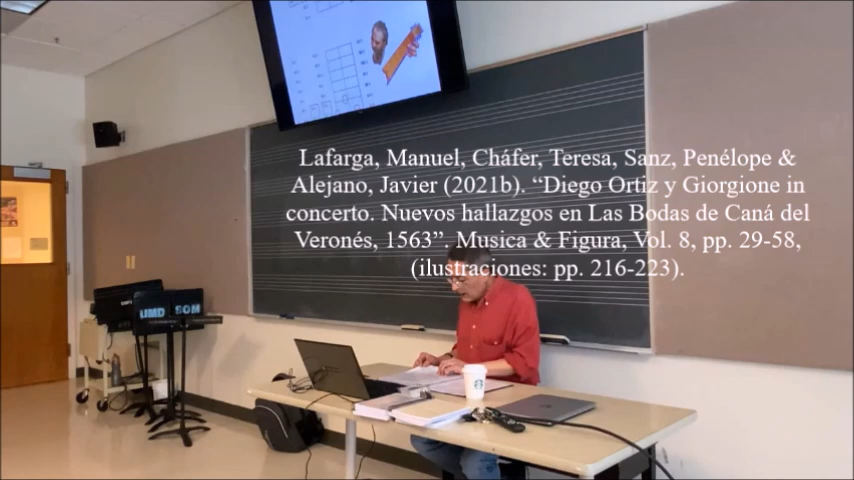 Lafarga, Manuel, Cháfer, Teresa, Sanz, Penélope &
Alejano, Javier (2021b). “Diego Ortiz y Giorgione in
concerto. Nuevos hallazgos en Las Bodas de Caná del
Veronés, 1563”. Musica & Figura, Vol. 8, pp. 29-58,
(ilustraciones: pp. 216-223).
UMD SOM